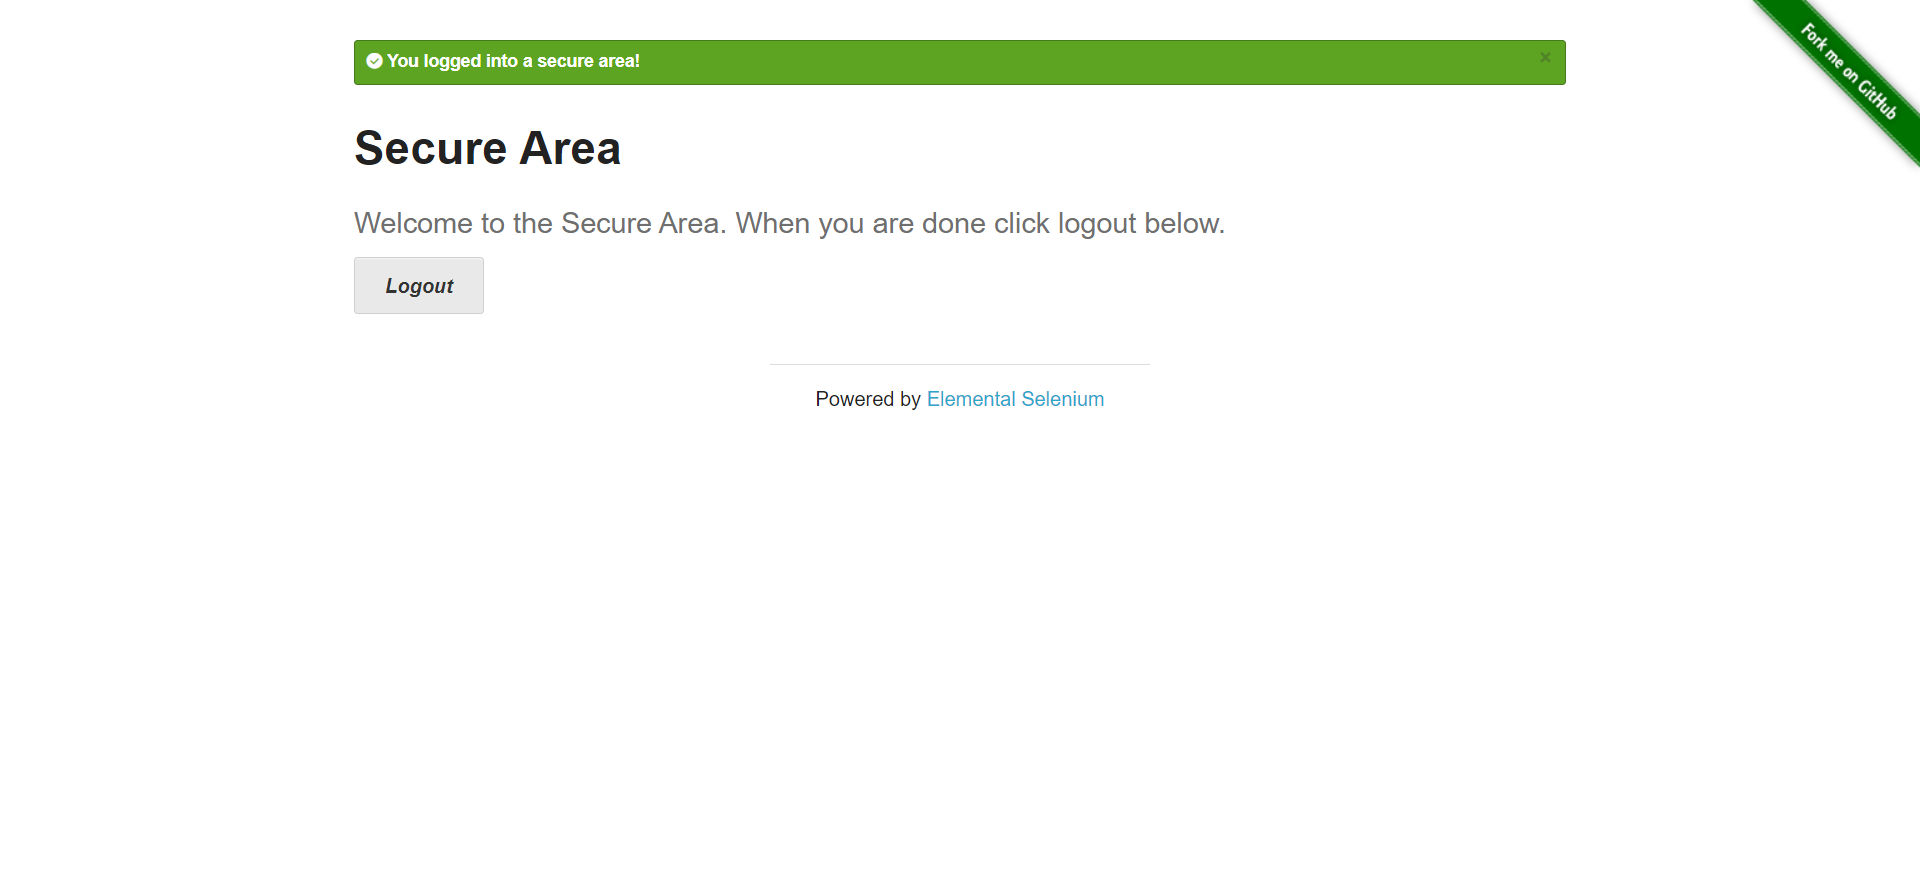 You logged into a secure area!
×
Fork me on GitHub
Secure Area
Welcome to the Secure Area. When you are done click logout below.
Logout
Powered by Elemental Selenium